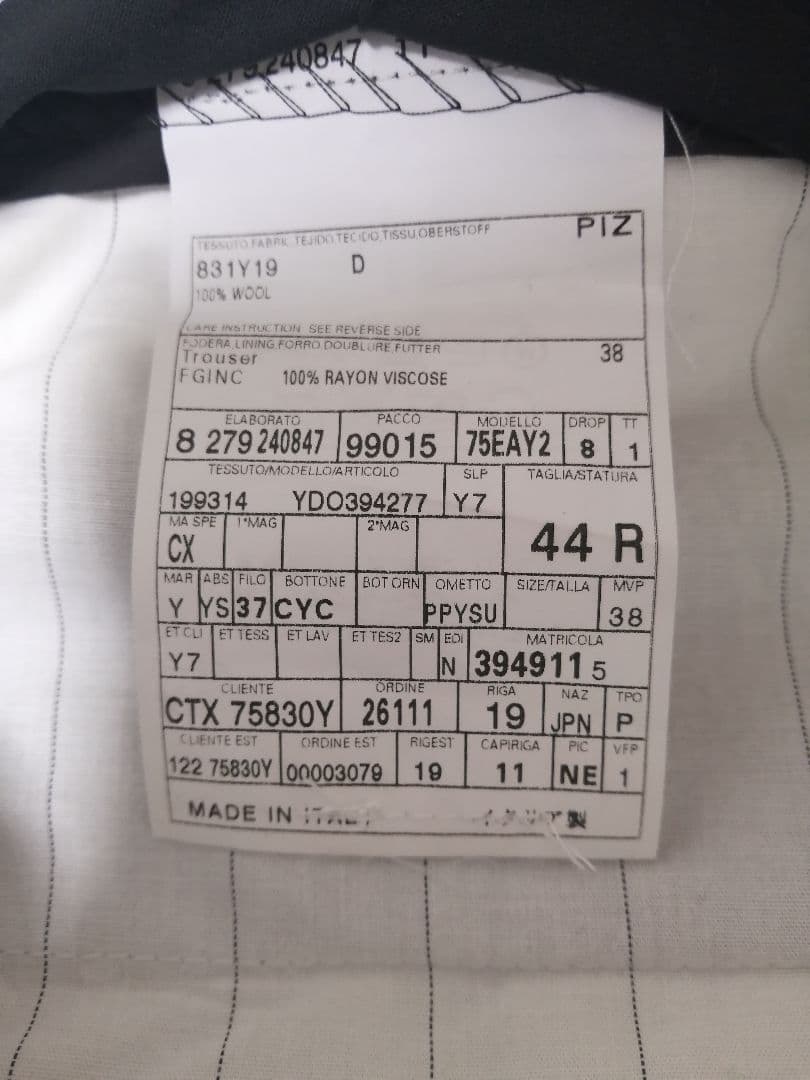 240847
TESSUTO FABRIC TEJIDO TECIDO, TISSU, OBERSTOFF PIZ
831Y19 D
100% WOOL
CARE INSTRUCTION SEE REVERSE SIDE
FODERA, LINING, FORRO, DOUBLURE, FUTTER
Trouser 38
FGINC 100% RAYON VISCOSE
ELABORATO PACCO MODELLO DROP TT
8 279 240847 99015 75EAY2 8 1
TESSUTO/MODELLO/ARTICOLO SLP TAGLIA/STATURA
199314 YDO394277 Y7
44 R
MA SPE 1°MAG 2°MAG
CX
MAR ABS FILO BOTTONE BOT ORN OMETTO SIZE/TALLA MVP
Y YS 37 CYC PPYSU 38
ET CLI ET TESS ET LAV ET TES2 SM EDI MATRICOLA
Y7 N 394911 5
CLIENTE ORDINE RIGA NAZ TPO
CTX 75830Y 26111 19 JPN P
CLIENTE EST ORDINE EST RIGEST CAPIRIGA PIC VFP
122 75830Y 00003079 19 11 NE 1
MADE IN ITALY 製